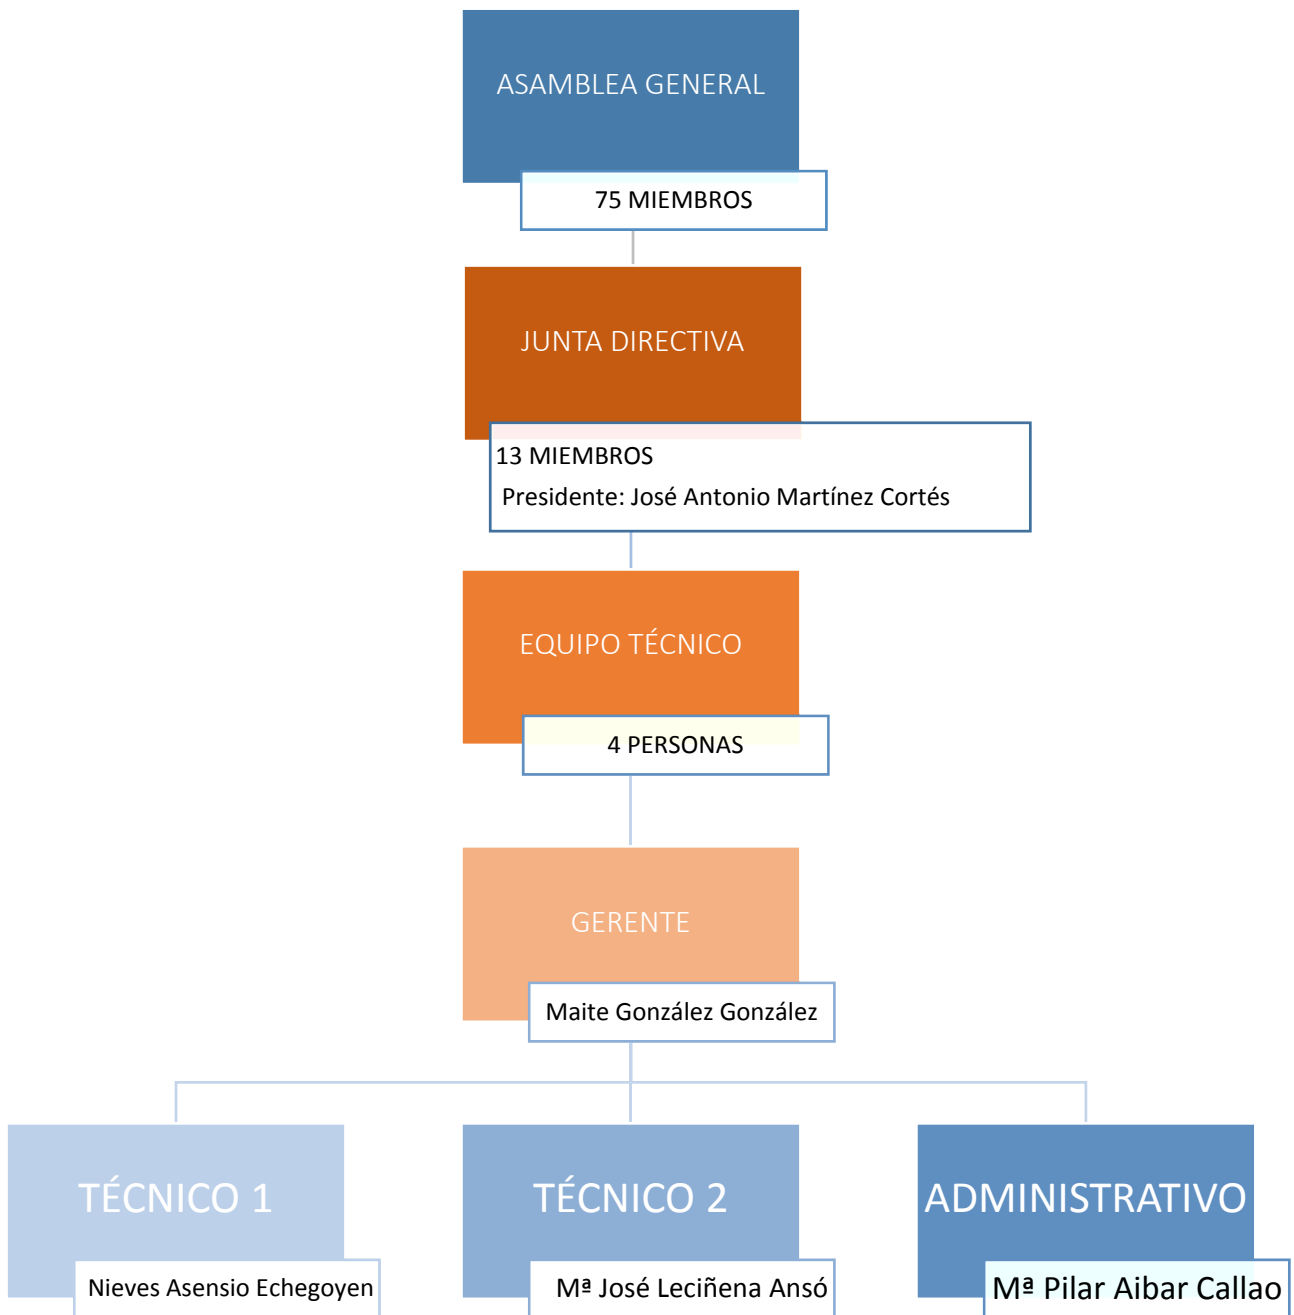 ASAMBLEA GENERAL
75 MIEMBROS
JUNTA DIRECTIVA
13 MIEMBROS
Presidente: José Antonio Martínez Cortés
EQUIPO TÉCNICO
4 PERSONAS
GERENTE
Maite González González
TÉCNICO 1
Nieves Asensio Echegoyen
TÉCNICO 2
Mª José Leciñena Ansó
ADMINISTRATIVO
Mª Pilar Aibar Callao